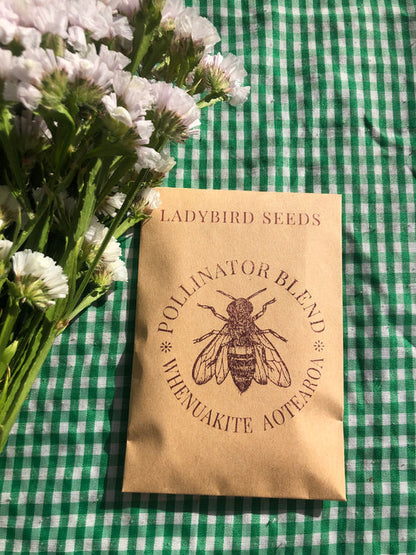 LADYBIRD SEEDS
POLLINATOR BLEND
WHENUAKITE AOTEAROA